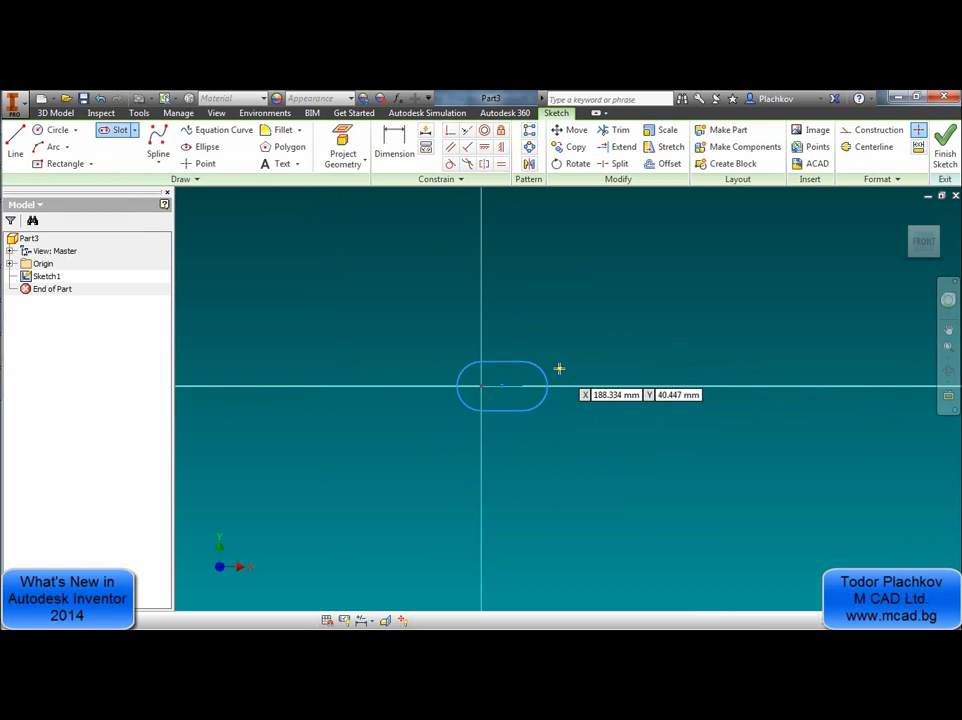 Material
Appearance
Part3
Type a keyword or phrase
Plachkov
PRO
3D Model Inspect Tools Manage View Environments BIM Get Started Autodesk Simulation Autodesk 360 Sketch
Line
Circle
Arc
Rectangle
Slot
Spline
Equation Curve
Ellipse
Point
Fillet
Polygon
Text
Project Geometry
Dimension
Move
Copy
Rotate
Trim
Extend
Split
Scale
Stretch
Offset
Make Part
Make Components
Create Block
Image
Points
ACAD
Construction
Centerline
Finish Sketch
Draw Constrain Pattern Modify Layout Insert Format Exit
Model
Part3
View: Master
Origin
Sketch1
End of Part
FRONT
X 188.334 mm Y 40.447 mm
Y
X
What's New in
Autodesk Inventor
2014
Todor Plachkov
M CAD Ltd.
www.mcad.bg